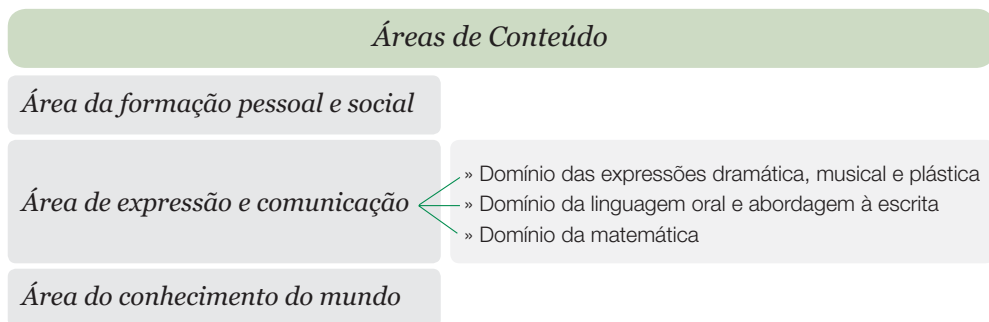 Áreas de Conteúdo
Área da formação pessoal e social
Área de expressão e comunicação
» Domínio das expressões dramática, musical e plástica
» Domínio da linguagem oral e abordagem à escrita
» Domínio da matemática
Área do conhecimento do mundo